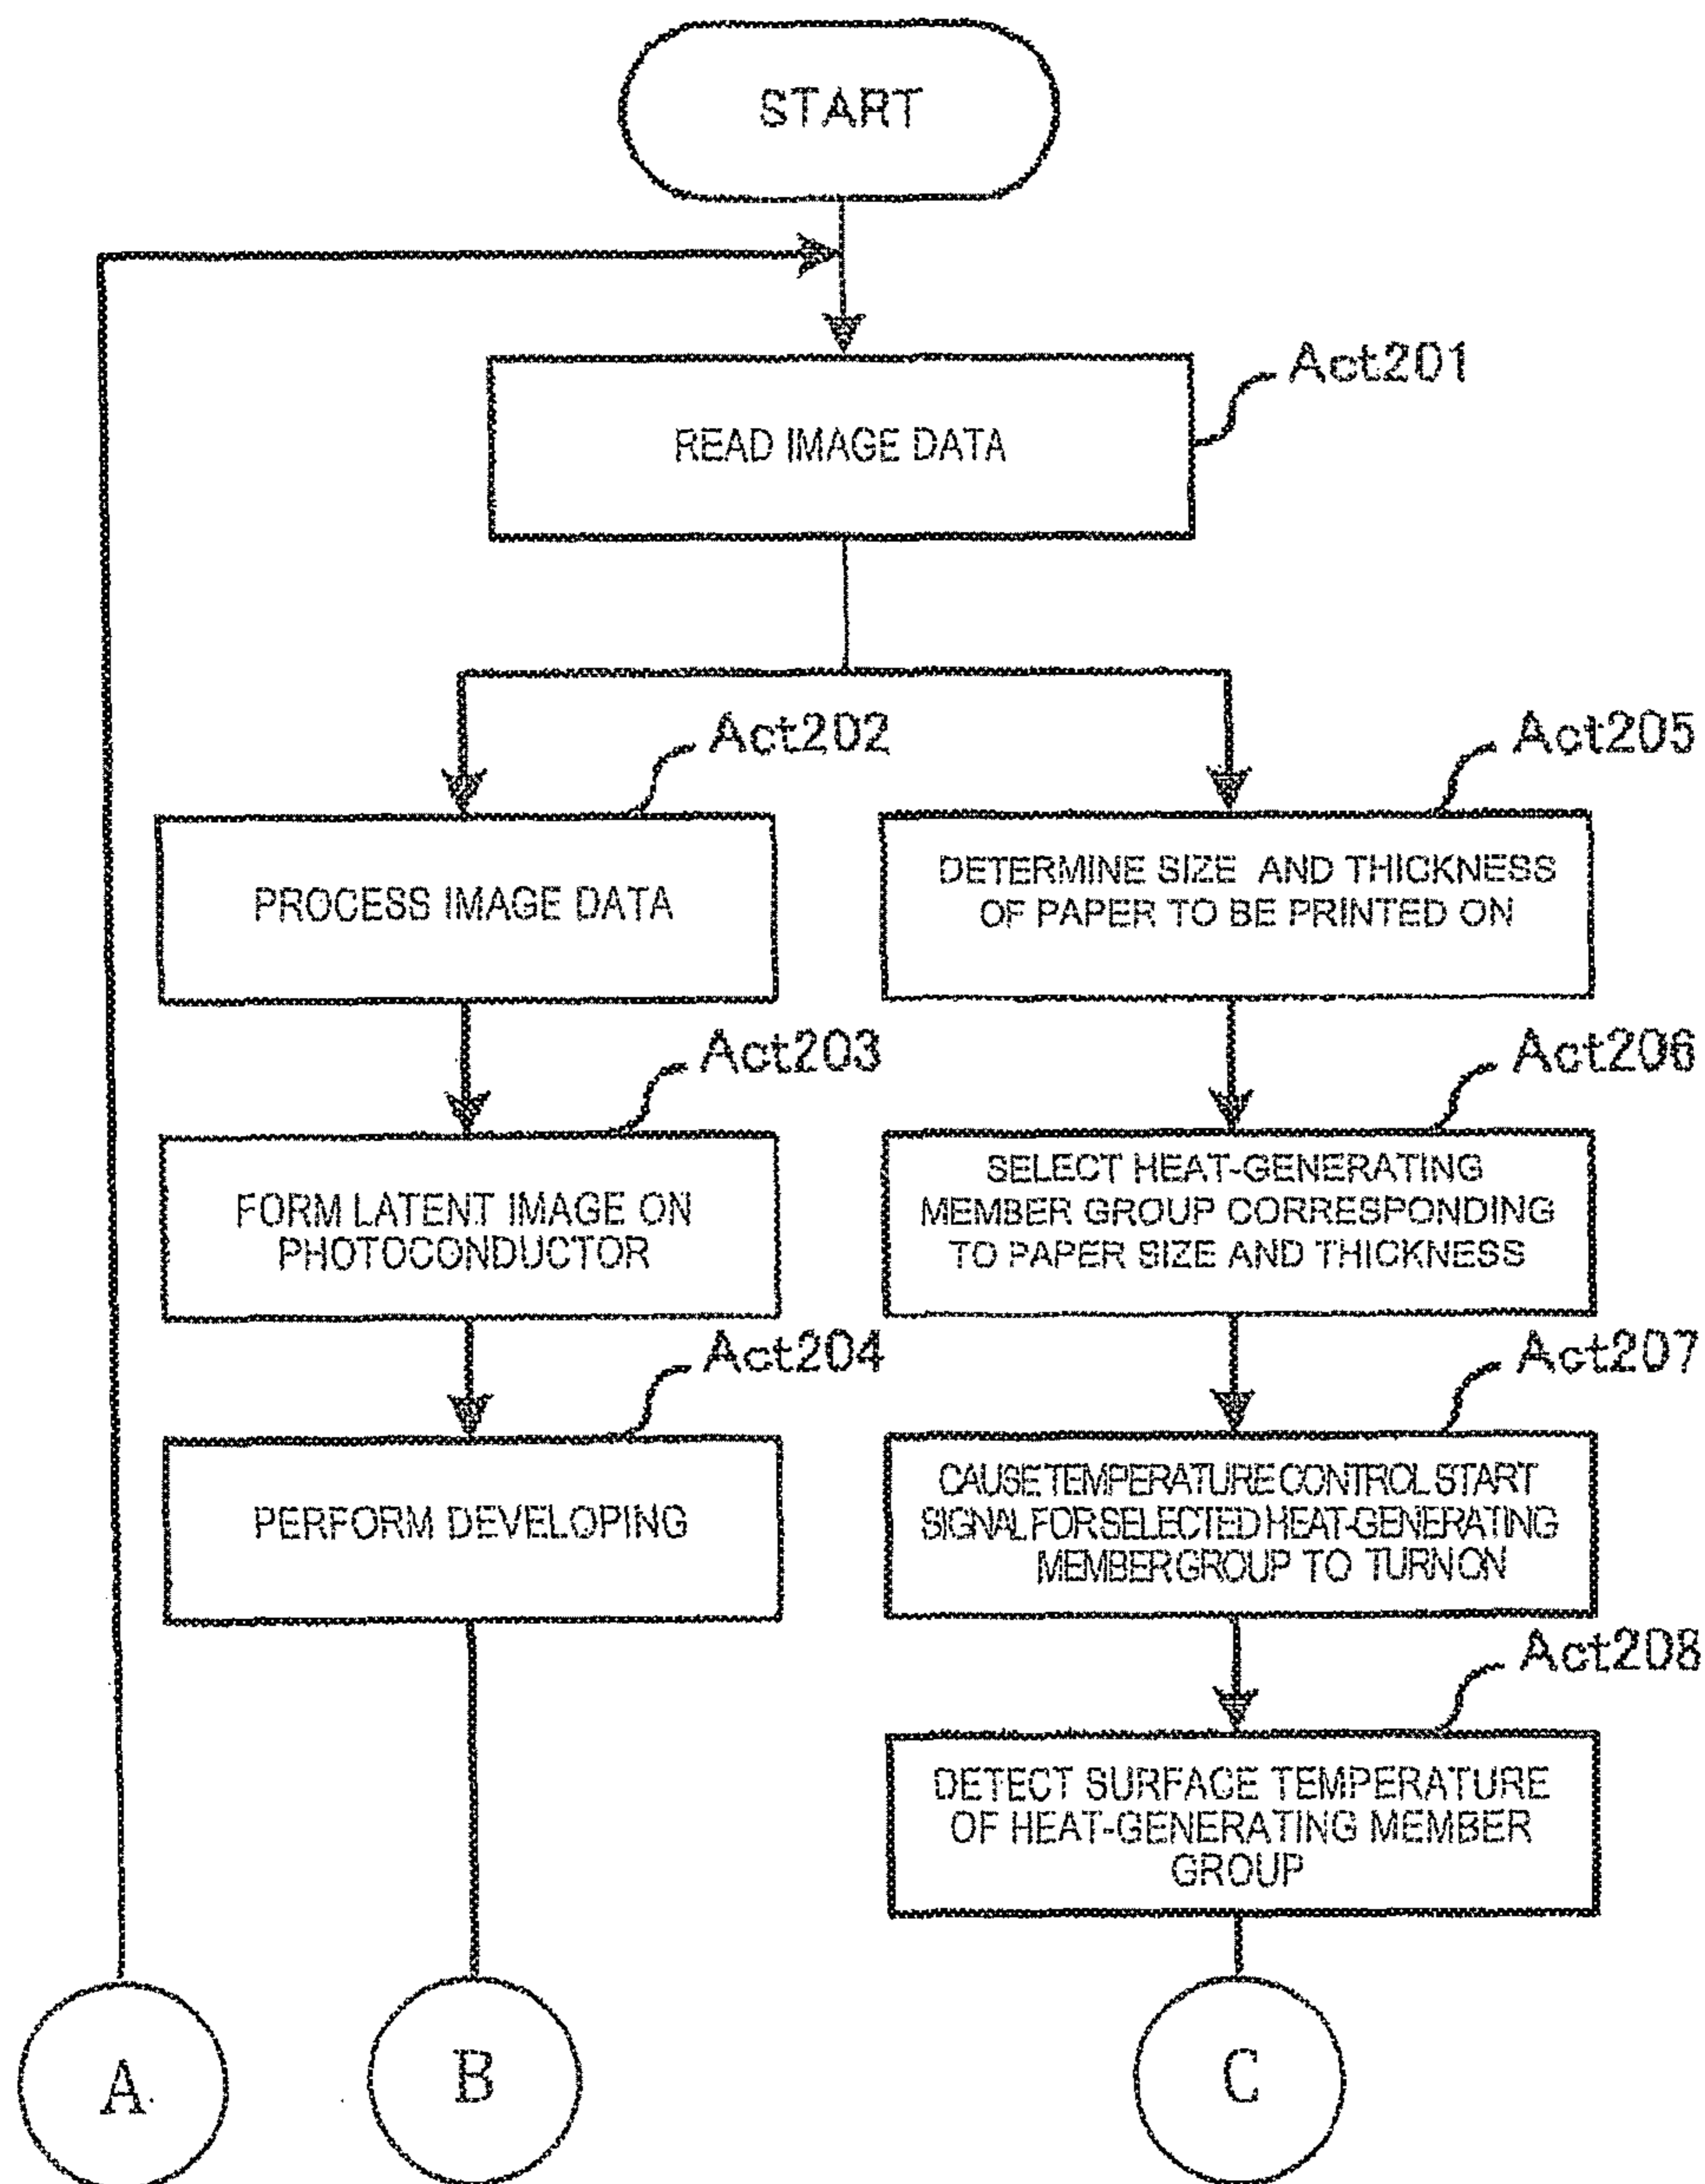 START
Act201
READ IMAGE DATA
Act202
PROCESS IMAGE DATA
Act203
FORM LATENT IMAGE ON
PHOTOCONDUCTOR
Act204
PERFORM DEVELOPING
Act205
DETERMINE SIZE AND THICKNESS
OF PAPER TO BE PRINTED ON
Act206
SELECT HEAT-GENERATING
MEMBER GROUP CORRESPONDING
TO PAPER SIZE AND THICKNESS
Act207
CAUSE TEMPERATURE CONTROL START
SIGNAL FOR SELECTED HEAT-GENERATING
MEMBER GROUP TO TURN ON
Act208
DETECT SURFACE TEMPERATURE
OF HEAT-GENERATING MEMBER
GROUP
A
B
C